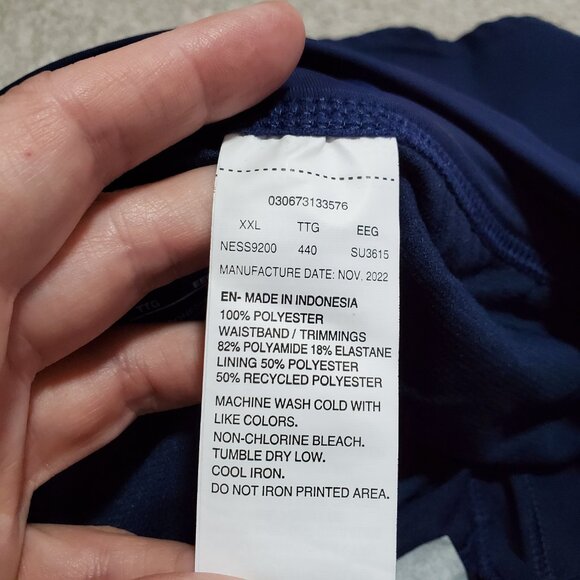 030673133576
XXL TTG EEG
NESS9200 440 SU3615
MANUFACTURE DATE: NOV, 2022
EN- MADE IN INDONESIA
100% POLYESTER
WAISTBAND / TRIMMINGS
82% POLYAMIDE 18% ELASTANE
LINING 50% POLYESTER
50% RECYCLED POLYESTER
MACHINE WASH COLD WITH
LIKE COLORS.
NON-CHLORINE BLEACH.
TUMBLE DRY LOW.
COOL IRON.
DO NOT IRON PRINTED AREA.
TTG